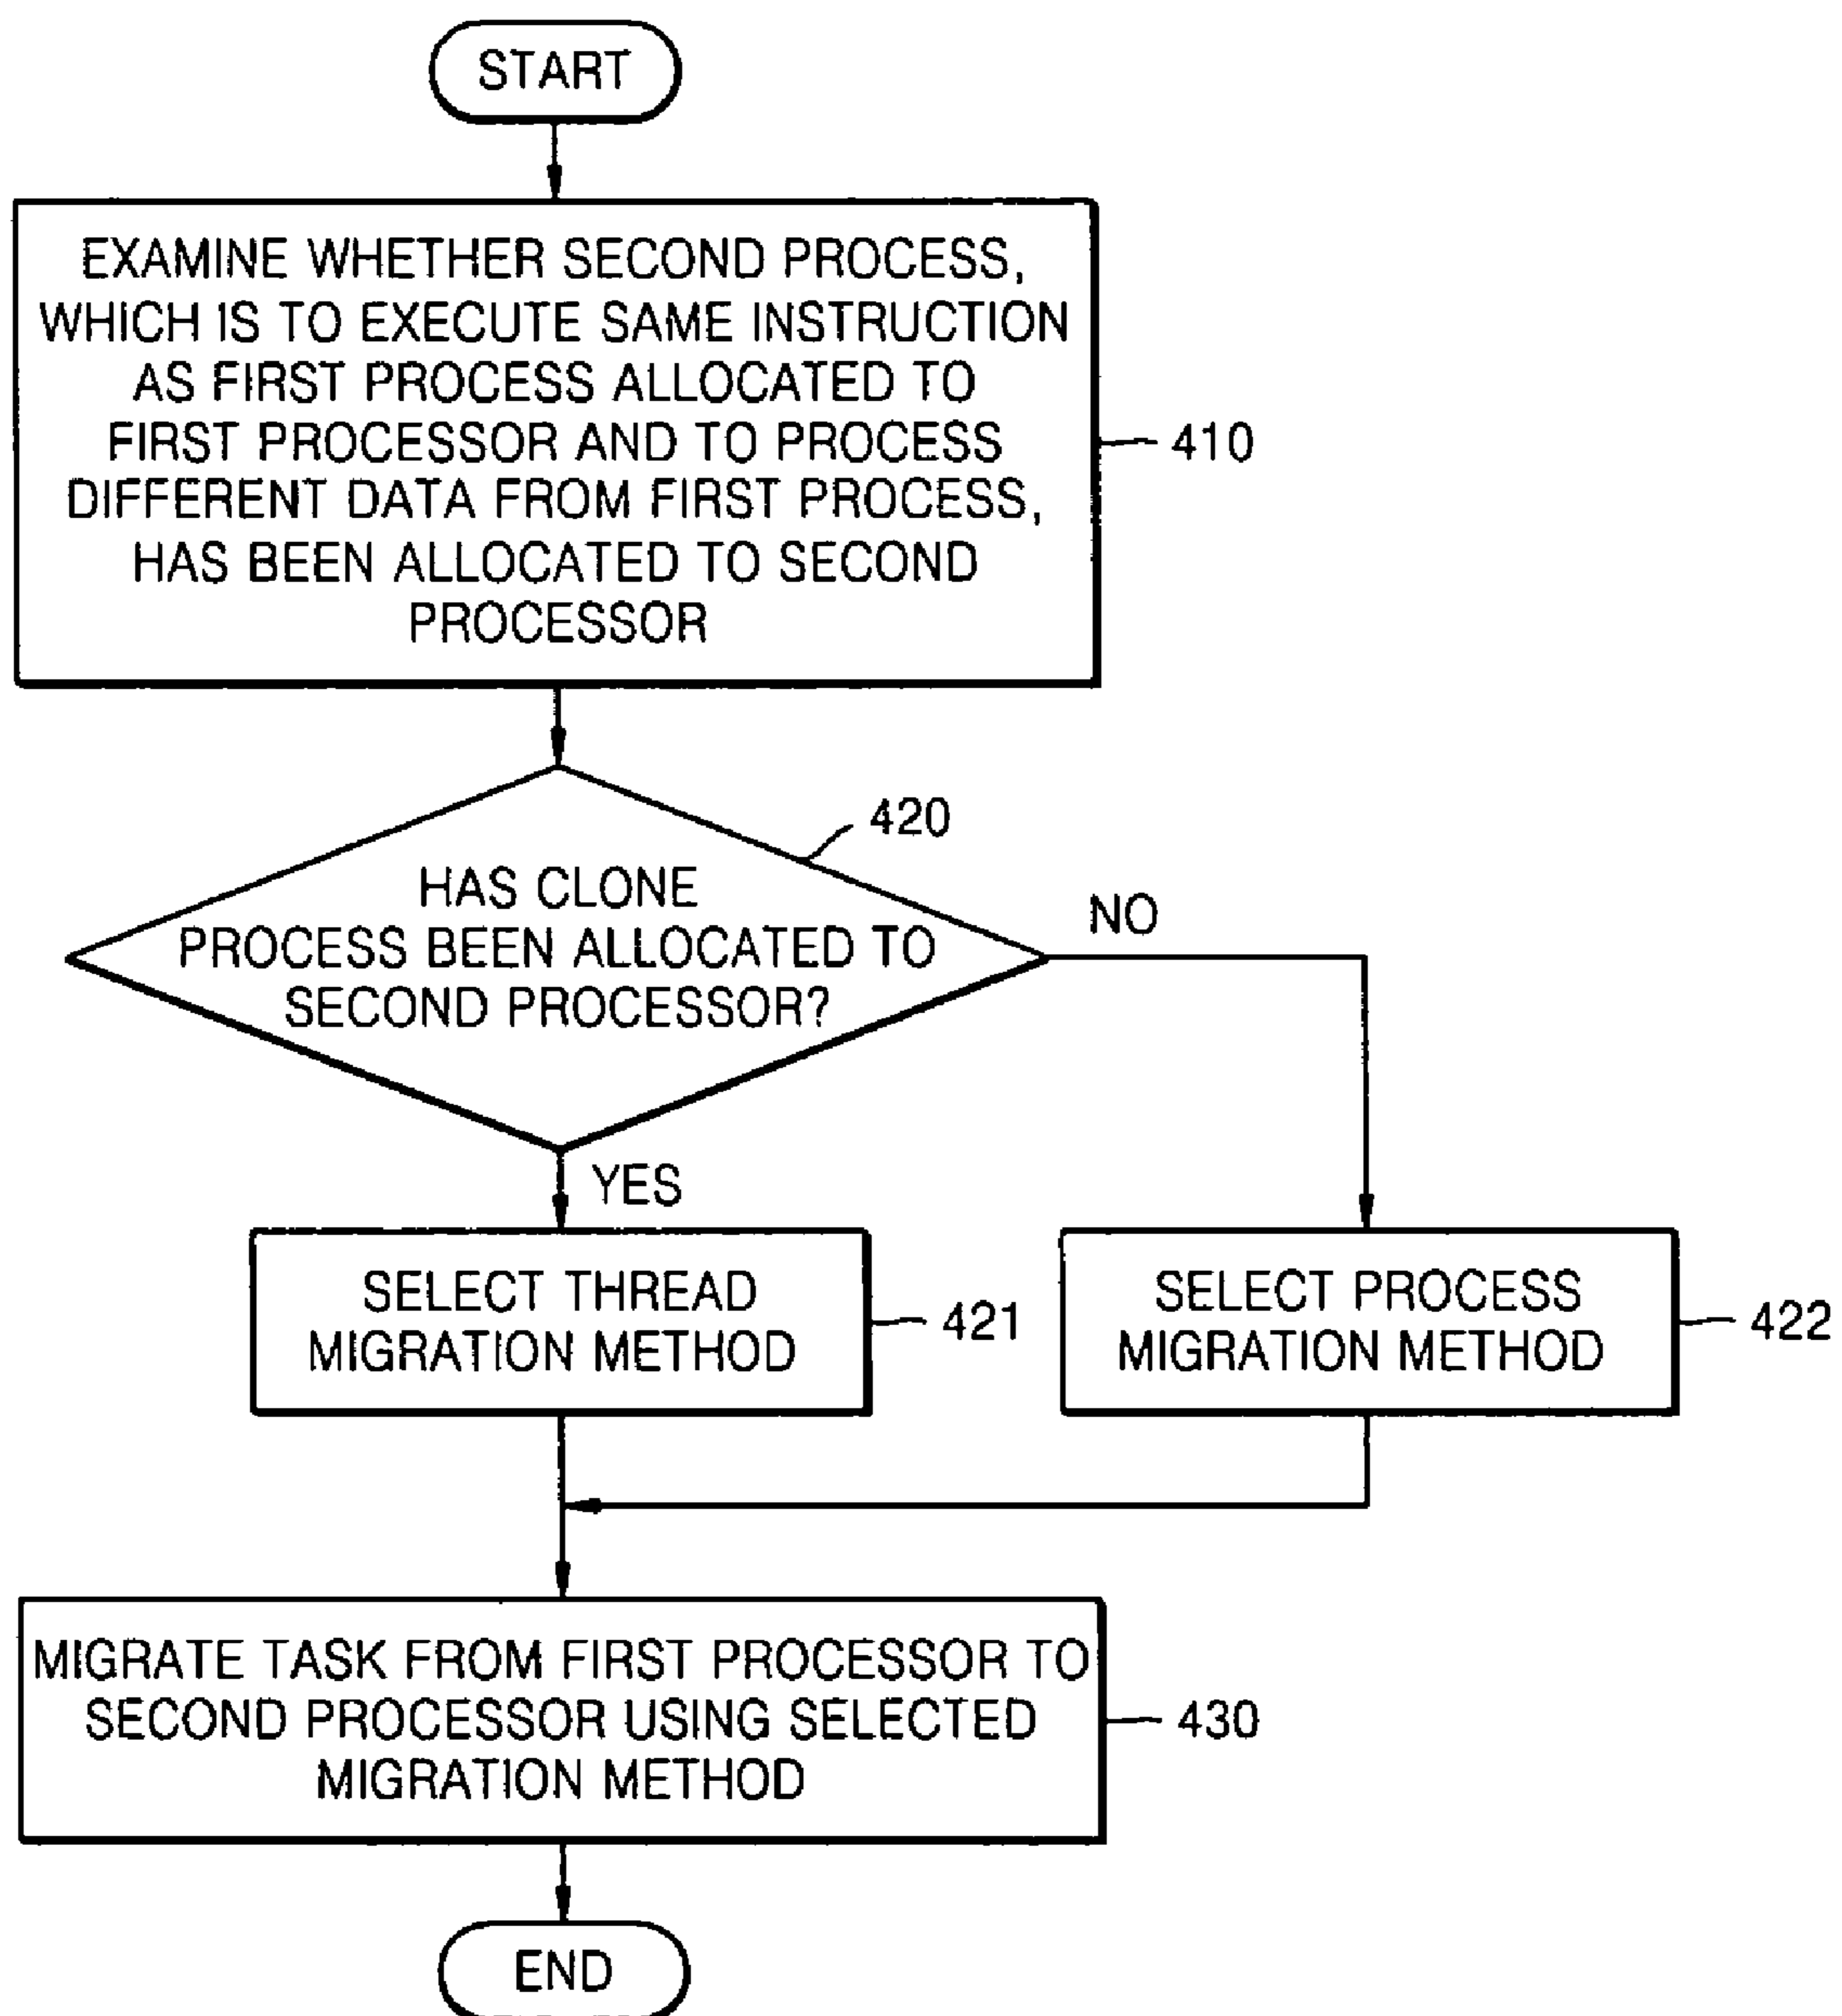 START
EXAMINE WHETHER SECOND PROCESS,
WHICH IS TO EXECUTE SAME INSTRUCTION
AS FIRST PROCESS ALLOCATED TO
FIRST PROCESSOR AND TO PROCESS
DIFFERENT DATA FROM FIRST PROCESS,
HAS BEEN ALLOCATED TO SECOND
PROCESSOR
410
420
HAS CLONE
PROCESS BEEN ALLOCATED TO
SECOND PROCESSOR?
NO
YES
SELECT THREAD
MIGRATION METHOD
421
SELECT PROCESS
MIGRATION METHOD
422
MIGRATE TASK FROM FIRST PROCESSOR TO
SECOND PROCESSOR USING SELECTED
MIGRATION METHOD
430
END